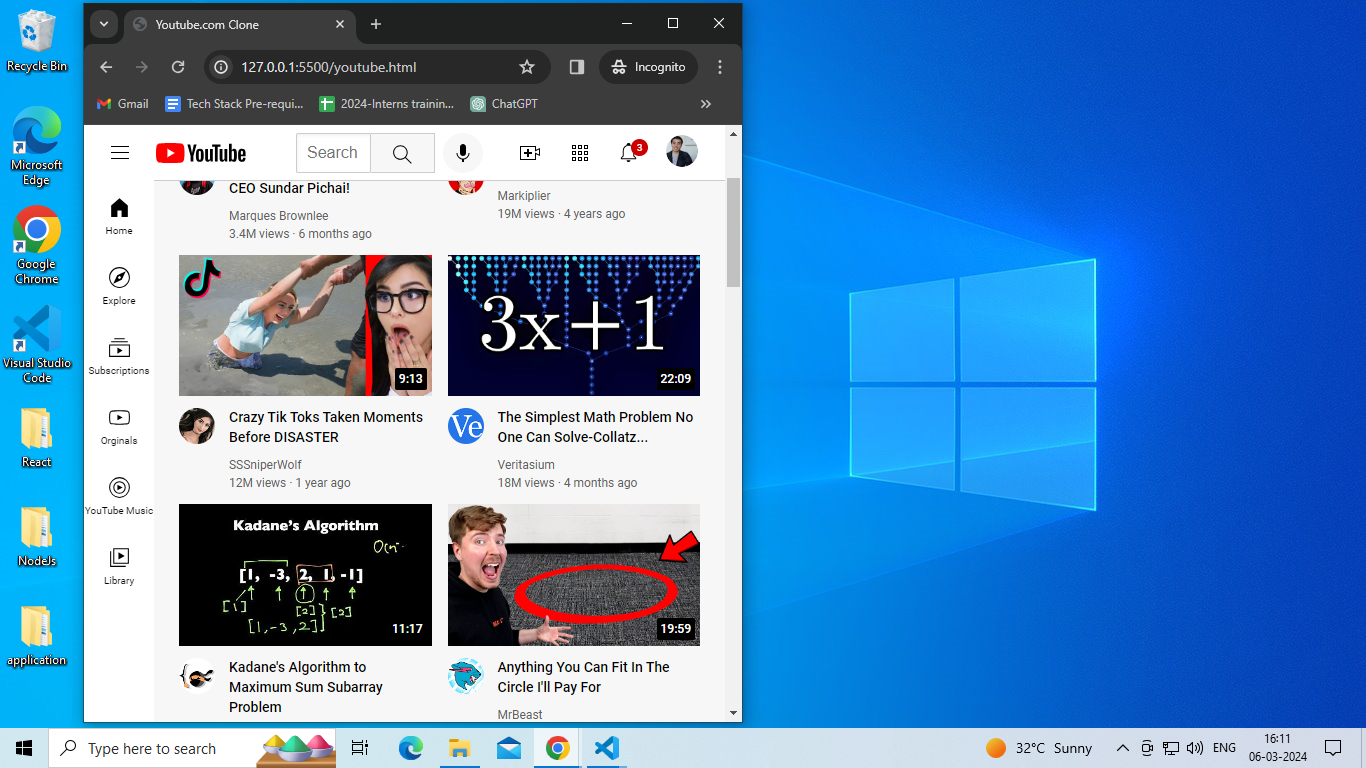 Recycle Bin
Microsoft
Edge
Google
Chrome
Visual Studio
Code
React
NodeJs
application
Youtube.com Clone
127.0.0.1:5500/youtube.html
Incognito
Gmail
Tech Stack Pre-requi...
2024-Interns trainin...
ChatGPT
YouTube
Search
3
Home
Explore
Subscriptions
Orginals
YouTube Music
Library
CEO Sundar Pichai!
Marques Brownlee
3.4M views · 6 months ago
Markiplier
19M views · 4 years ago
9:13
3x+1
22:09
Crazy Tik Toks Taken Moments
Before DISASTER
SSSniperWolf
12M views · 1 year ago
Ve
The Simplest Math Problem No
One Can Solve-Collatz...
Veritasium
18M views · 4 months ago
Kadane's Algorithm
[1, -3, 2, 1, -1]
[1]
[2]
[2]
[1,-3,2]
11:17
19:59
Kadane's Algorithm to
Maximum Sum Subarray
Problem
Anything You Can Fit In The
Circle I'll Pay For
MrBeast
Type here to search
32°C Sunny
ENG
16:11
06-03-2024